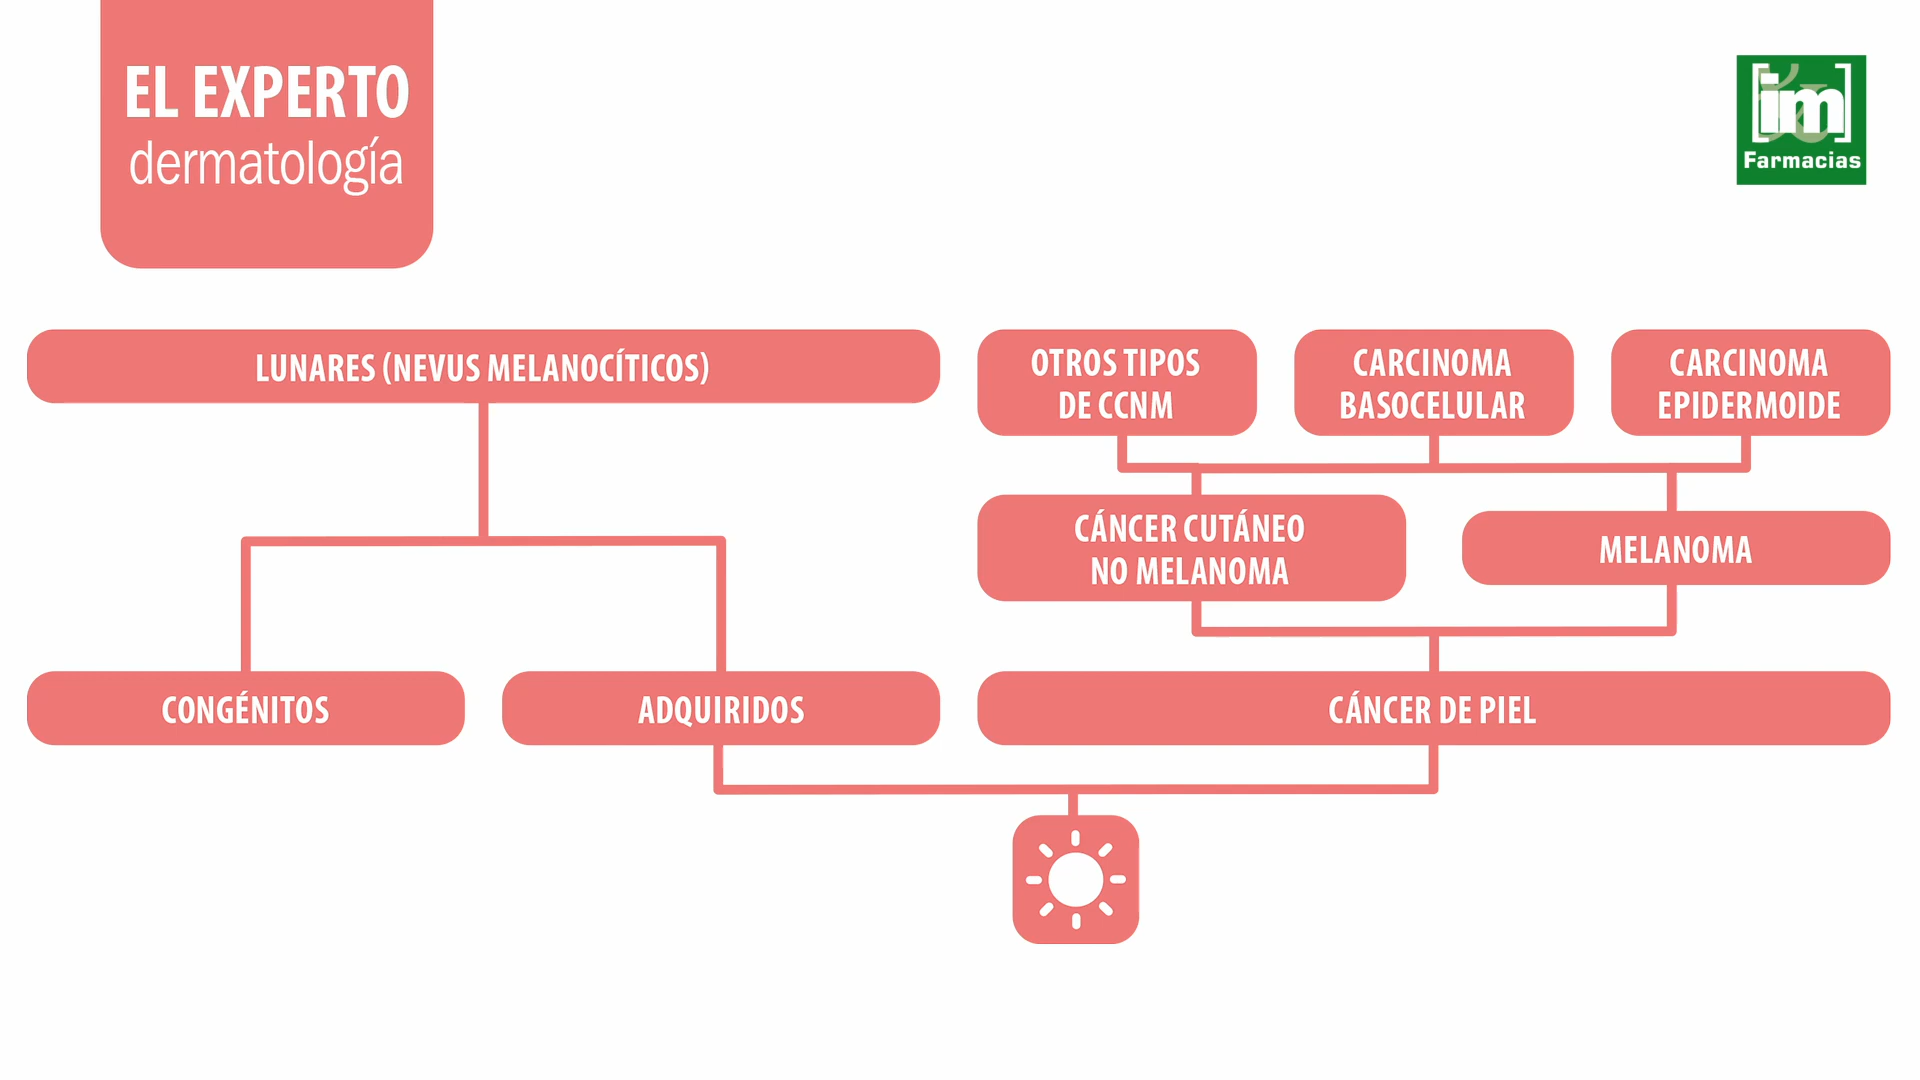 EL EXPERTO
dermatología
im
Farmacias
LUNARES (NEVUS MELANOCÍTICOS)
OTROS TIPOS
DE CCNM
CARCINOMA
BASOCELULAR
CARCINOMA
EPIDERMOIDE
CÁNCER CUTÁNEO
NO MELANOMA
MELANOMA
CONGÉNITOS
ADQUIRIDOS
CÁNCER DE PIEL